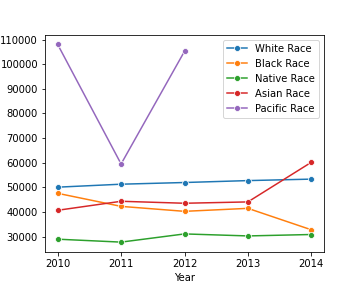 110000
100000
90000
80000
70000
60000
50000
40000
30000
2010 2011 2012 2013 2014
Year
White Race
Black Race
Native Race
Asian Race
Pacific Race